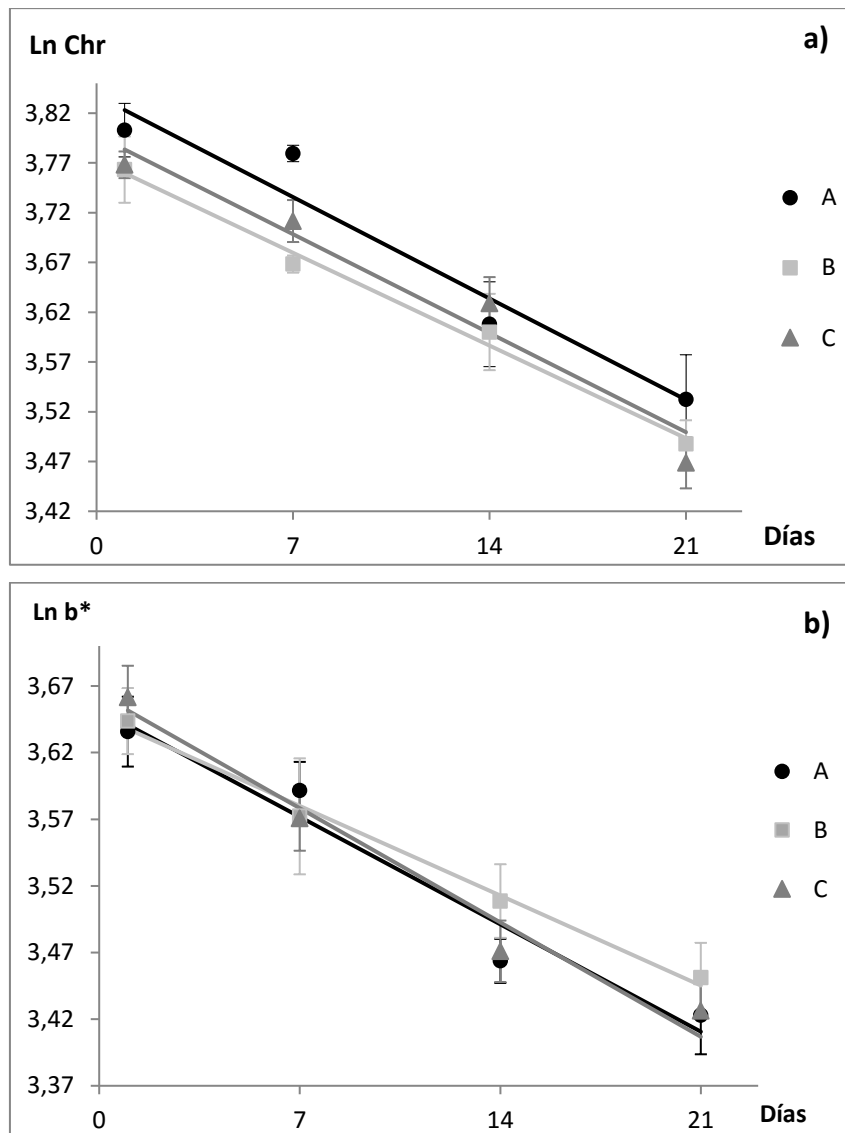 Ln Chr
a)
3,82
3,77
3,72
3,67
3,62
3,57
3,52
3,47
3,42
0 7 14 21 Días
A
B
C
Ln b*
b)
3,67
3,62
3,57
3,52
3,47
3,42
3,37
0 7 14 21 Días
A
B
C